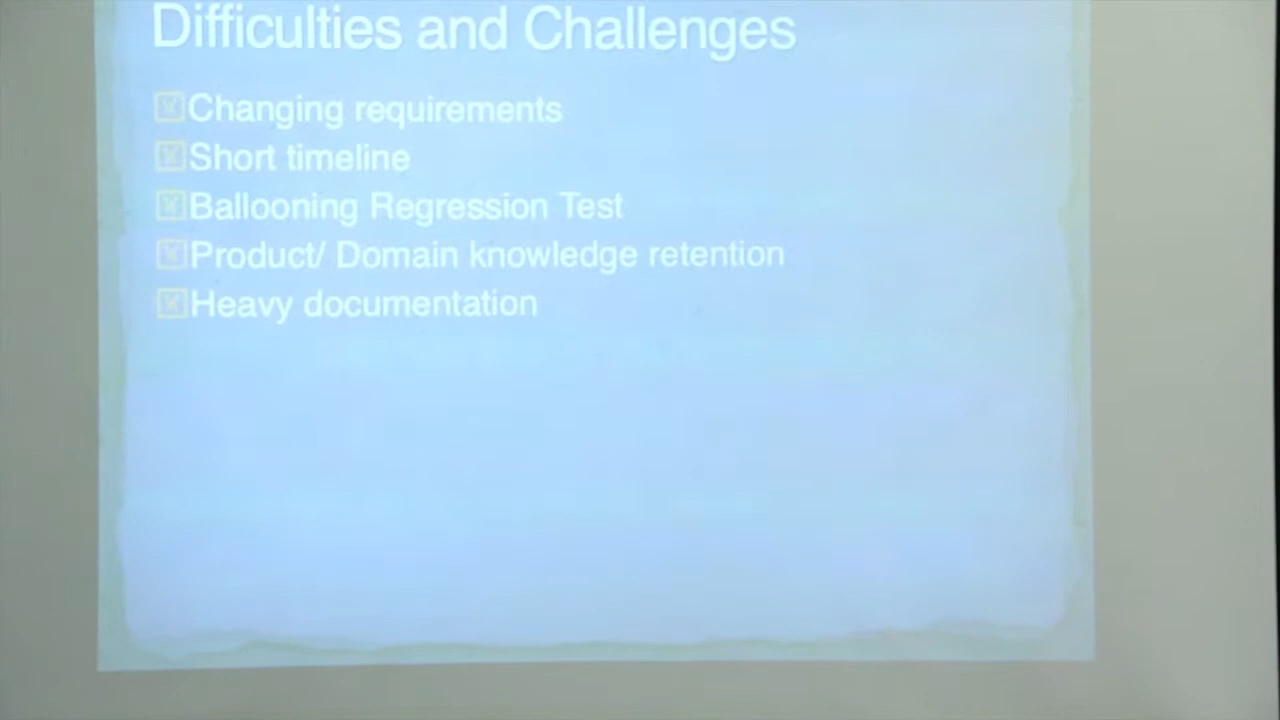 Difficulties and Challenges
Changing requirements
Short timeline
Ballooning Regression Test
Product/ Domain knowledge retention
Heavy documentation